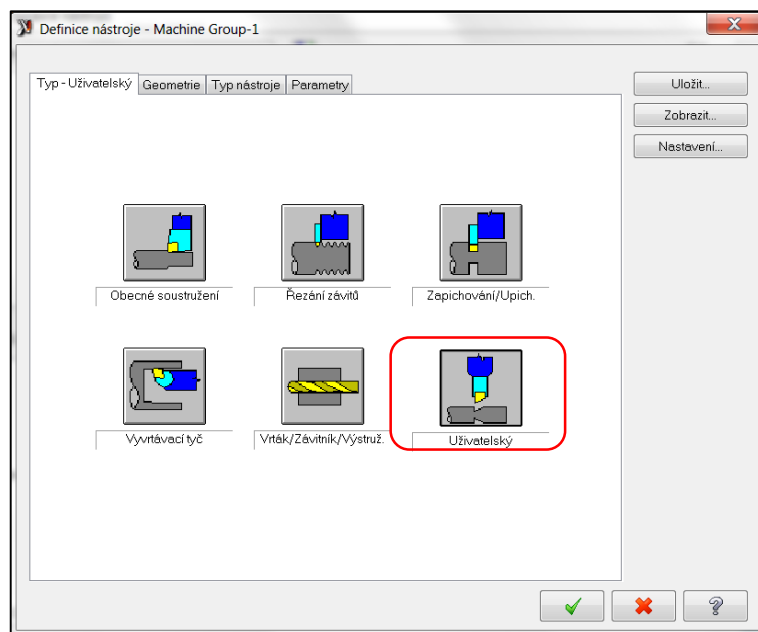 Definice nástroje - Machine Group-1
Typ - Uživatelský Geometrie Typ nástroje Parametry
Uložit...
Zobrazit...
Nastavení...
Obecné soustružení Řezání závitů Zapichování/Upich.
Vyvrtávací tyč Vrták/Závitník/Výstruž. Uživatelský